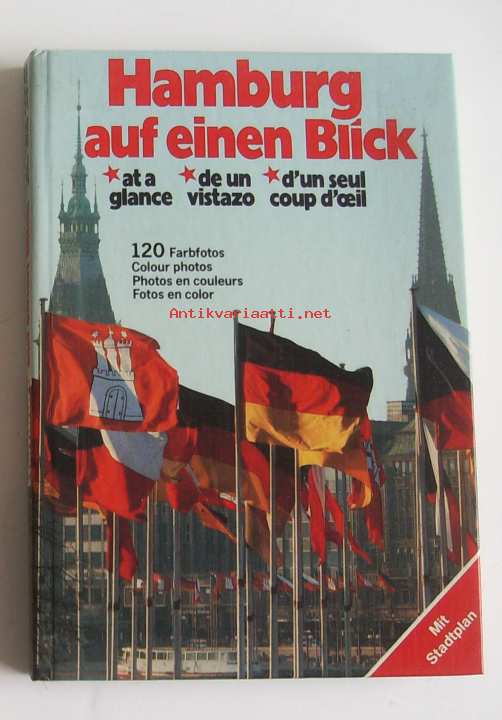 Hamburg
auf einen Blick
*at a *de un *d'un seul
glance vistazo coup d'œil
120 Farbfotos
Colour photos
Photos en couleurs
Fotos en color
Antikvariaatti.net
Mit
Stadtplan